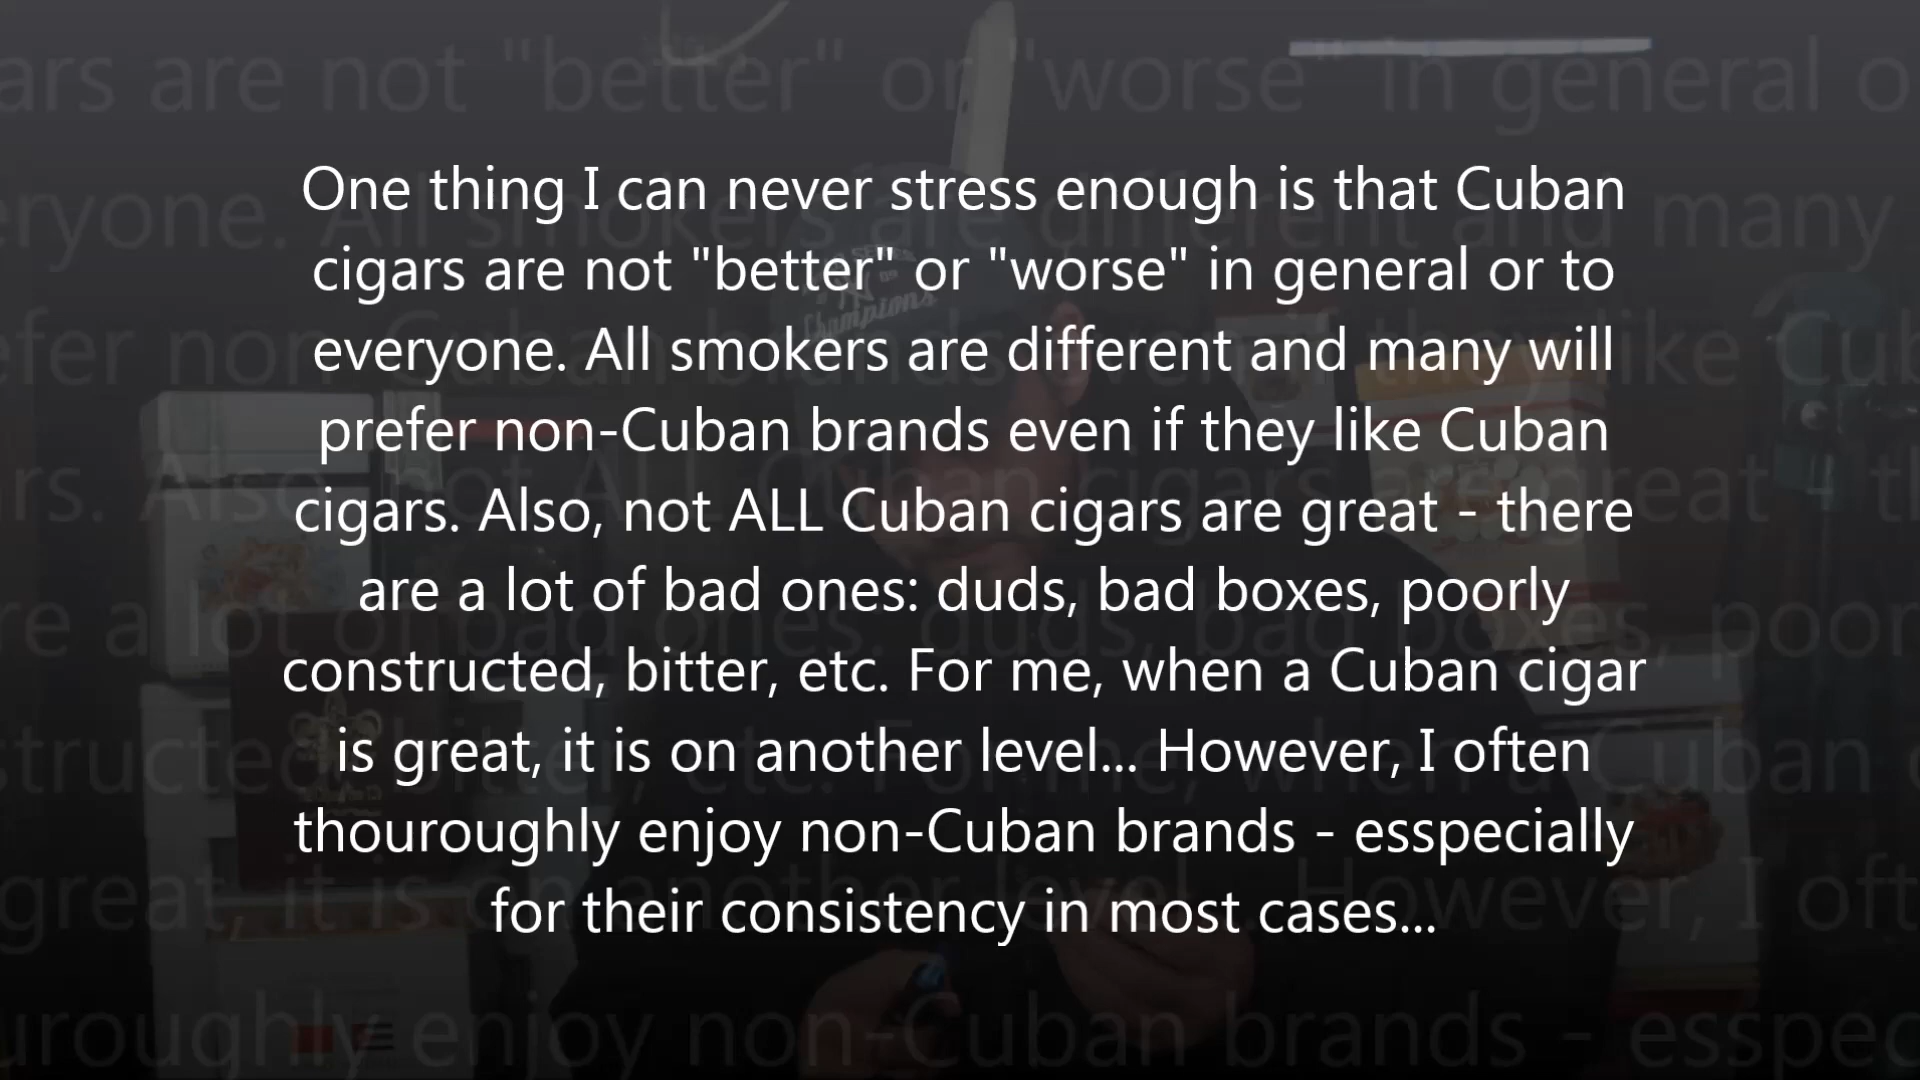 One thing I can never stress enough is that Cuban
cigars are not "better" or "worse" in general or to
everyone. All smokers are different and many will
prefer non-Cuban brands even if they like Cuban
cigars. Also, not ALL Cuban cigars are great - there
are a lot of bad ones: duds, bad boxes, poorly
constructed, bitter, etc. For me, when a Cuban cigar
is great, it is on another level... However, I often
thouroughly enjoy non-Cuban brands - esspecially
for their consistency in most cases...